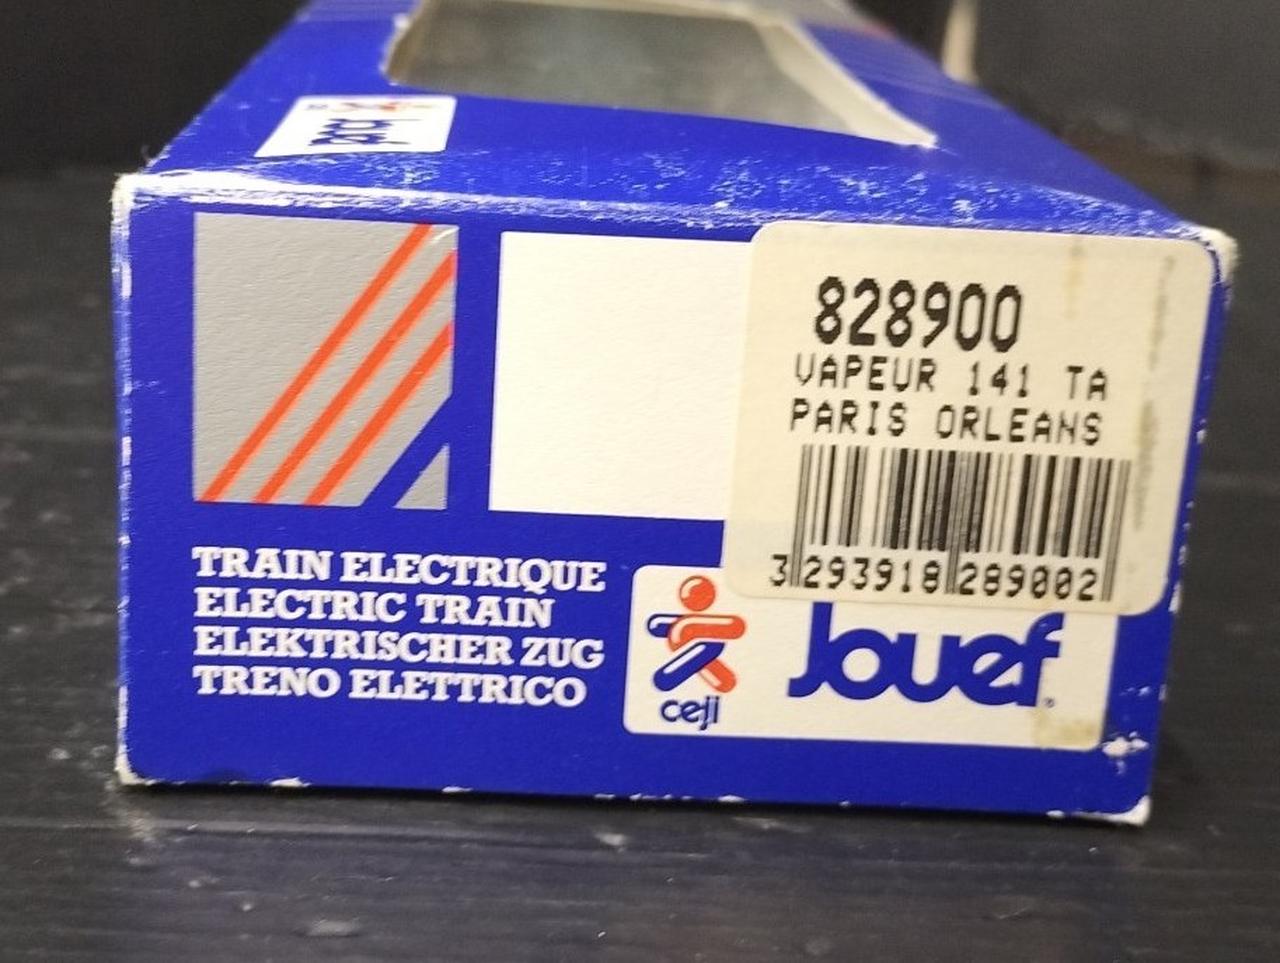 Jouef
828900
VAPEUR 141 TA
PARIS ORLEANS
3 293918 289002
TRAIN ELECTRIQUE
ELECTRIC TRAIN
ELEKTRISCHER ZUG
TRENO ELETTRICO
ceji
Jouef